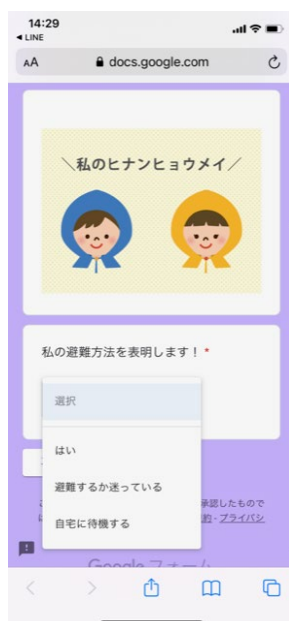 14:29
LINE
AA docs.google.com
＼私のヒナンヒョウメイ／
私の避難方法を表明します！*
選択
はい
避難するか迷っている
自宅に待機する
承認したもので
約 - プライバシ
Google フォーム